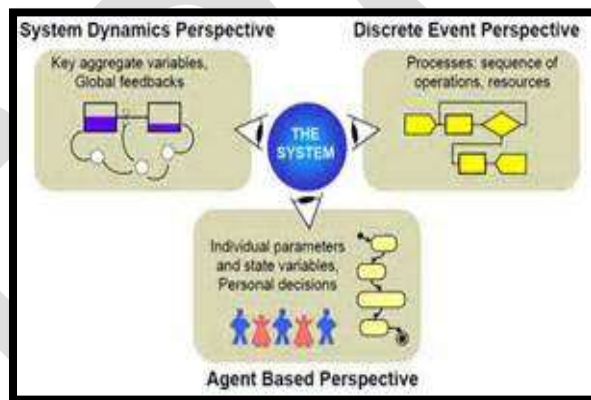 System Dynamics Perspective
Discrete Event Perspective
Key aggregate variables,
Global feedbacks
Processes: sequence of
operations, resources
THE
SYSTEM
Individual parameters
and state variables,
Personal decisions
Agent Based Perspective